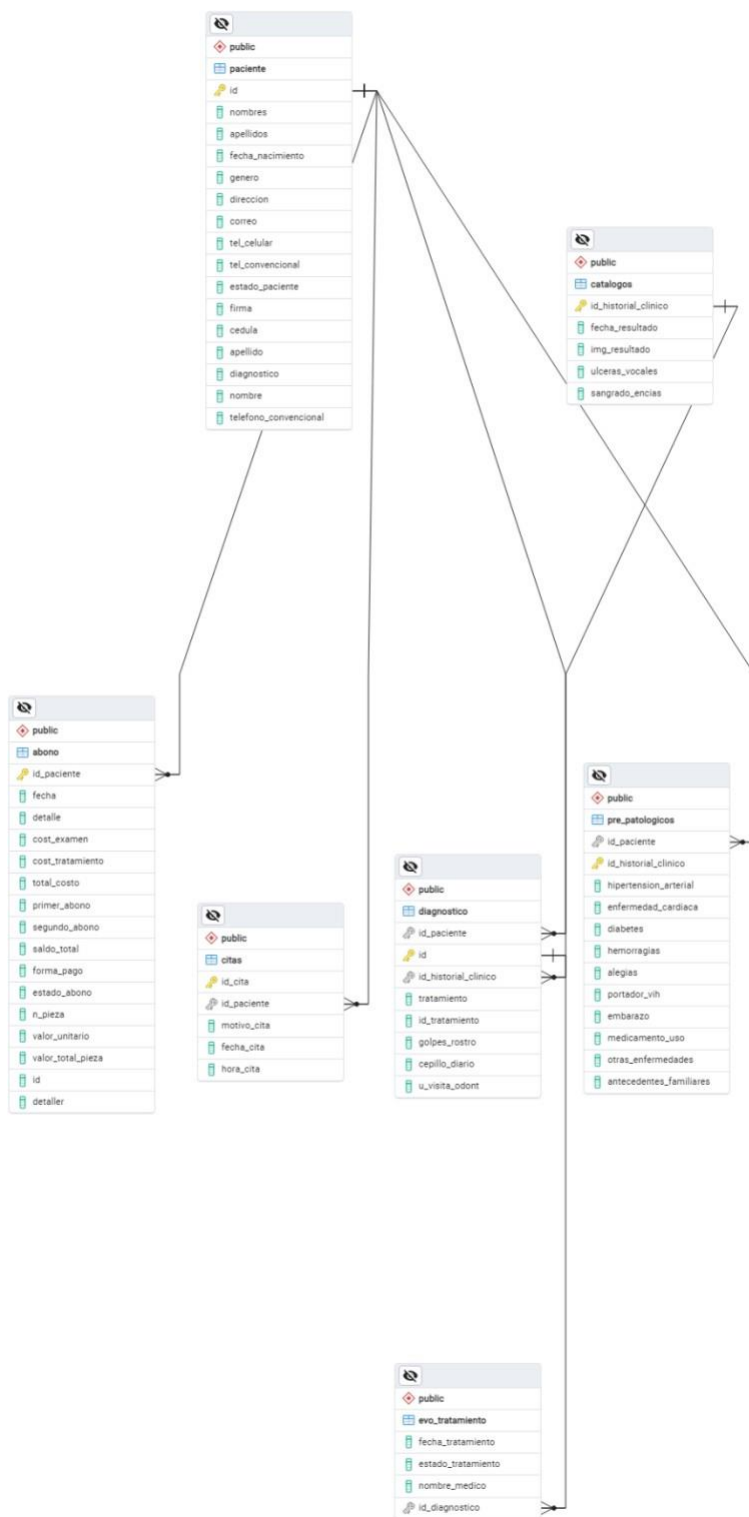 public
paciente
id
nombres
apellidos
fecha_nacimiento
genero
direccion
correo
tel_celular
tel_convencional
estado_paciente
firma
cedula
apellido
diagnostico
nombre
telefono_convencional
public
catalogos
id_historial_clinico
fecha_resultado
img_resultado
ulceras_vocales
sangrado_encias
public
abono
id_paciente
fecha
detalle
cost_examen
cost_tratamiento
total_costo
primer_abono
segundo_abono
saldo_total
forma_pago
estado_abono
n_pieza
valor_unitario
valor_total_pieza
id
detaller
public
citas
id_cita
id_paciente
motivo_cita
fecha_cita
hora_cita
public
diagnostico
id_paciente
id
id_historial_clinico
tratamiento
id_tratamiento
golpes_rostro
cepillo_diario
u_visita_odont
public
pre_patologicos
id_paciente
id_historial_clinico
hipertension_arterial
enfermedad_cardiaca
diabetes
hemorragias
alegias
portador_vih
embarazo
medicamento_uso
otras_enfermedades
antecedentes_familiares
public
evo_tratamiento
fecha_tratamiento
estado_tratamiento
nombre_medico
id_diagnostico